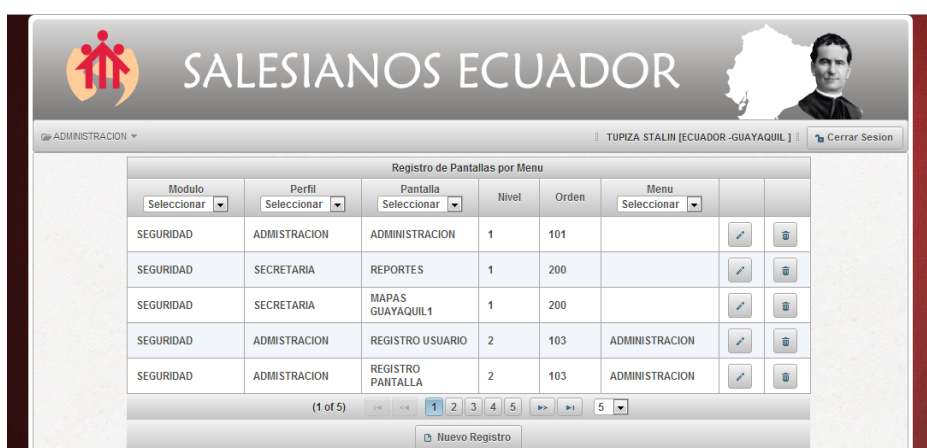 SALESIANOS ECUADOR
ADMINISTRACION
TUPIZA STALIN [ECUADOR -GUAYAQUIL ]
Cerrar Sesion
Registro de Pantallas por Menu
Modulo Perfil Pantalla Nivel Orden Menu
Seleccionar Seleccionar Seleccionar Seleccionar
SEGURIDAD ADMISTRACION ADMINISTRACION 1 101
SEGURIDAD SECRETARIA REPORTES 1 200
SEGURIDAD SECRETARIA MAPAS GUAYAQUIL1 1 200
SEGURIDAD ADMISTRACION REGISTRO USUARIO 2 103 ADMINISTRACION
SEGURIDAD ADMISTRACION REGISTRO PANTALLA 2 103 ADMINISTRACION
(1 of 5) 1 2 3 4 5 5
Nuevo Registro